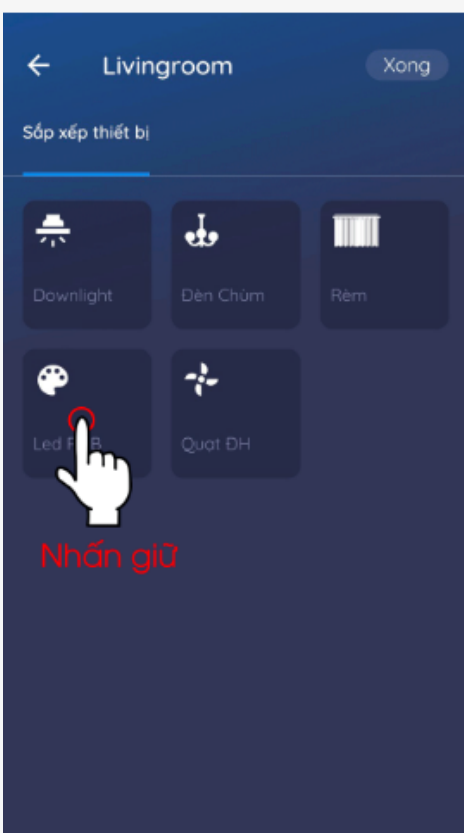 Livingroom
Xong
Sắp xếp thiết bị
Downlight
Đèn Chùm
Rèm
Led
B
Quạt ĐH
Nhấn giữ